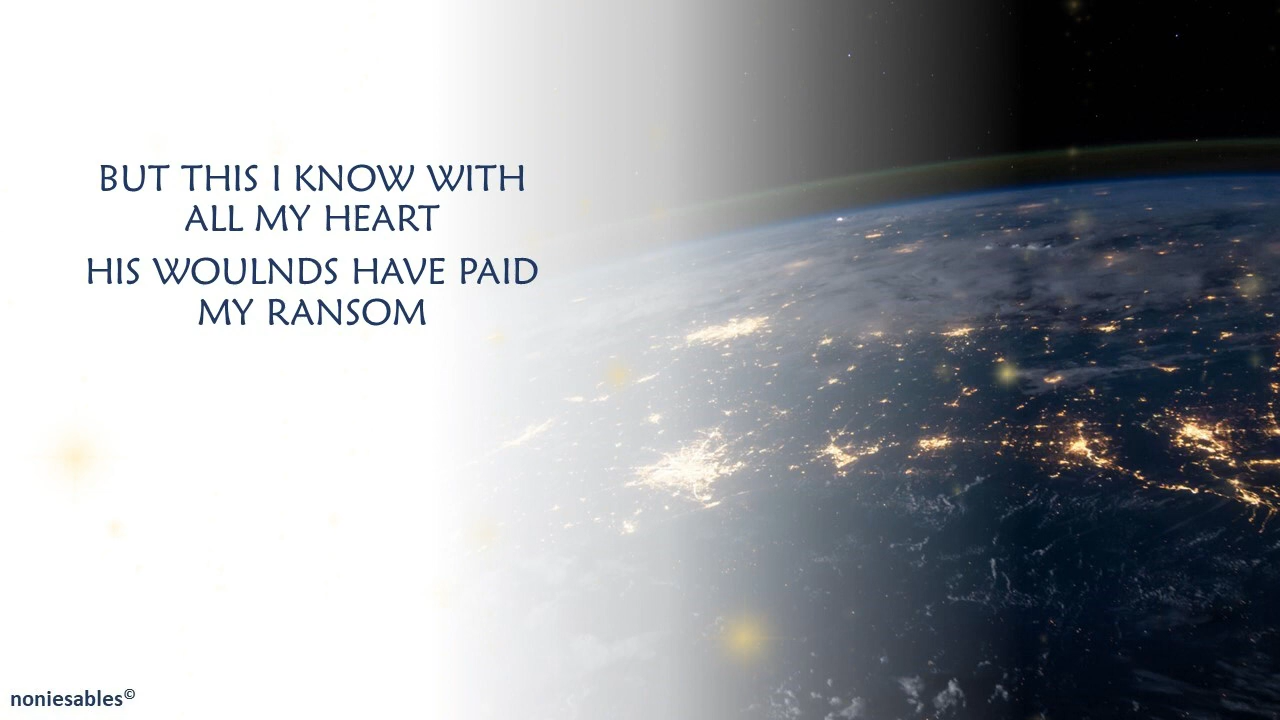 BUT THIS I KNOW WITH
ALL MY HEART
HIS WOULNDS HAVE PAID
MY RANSOM
noniesables©